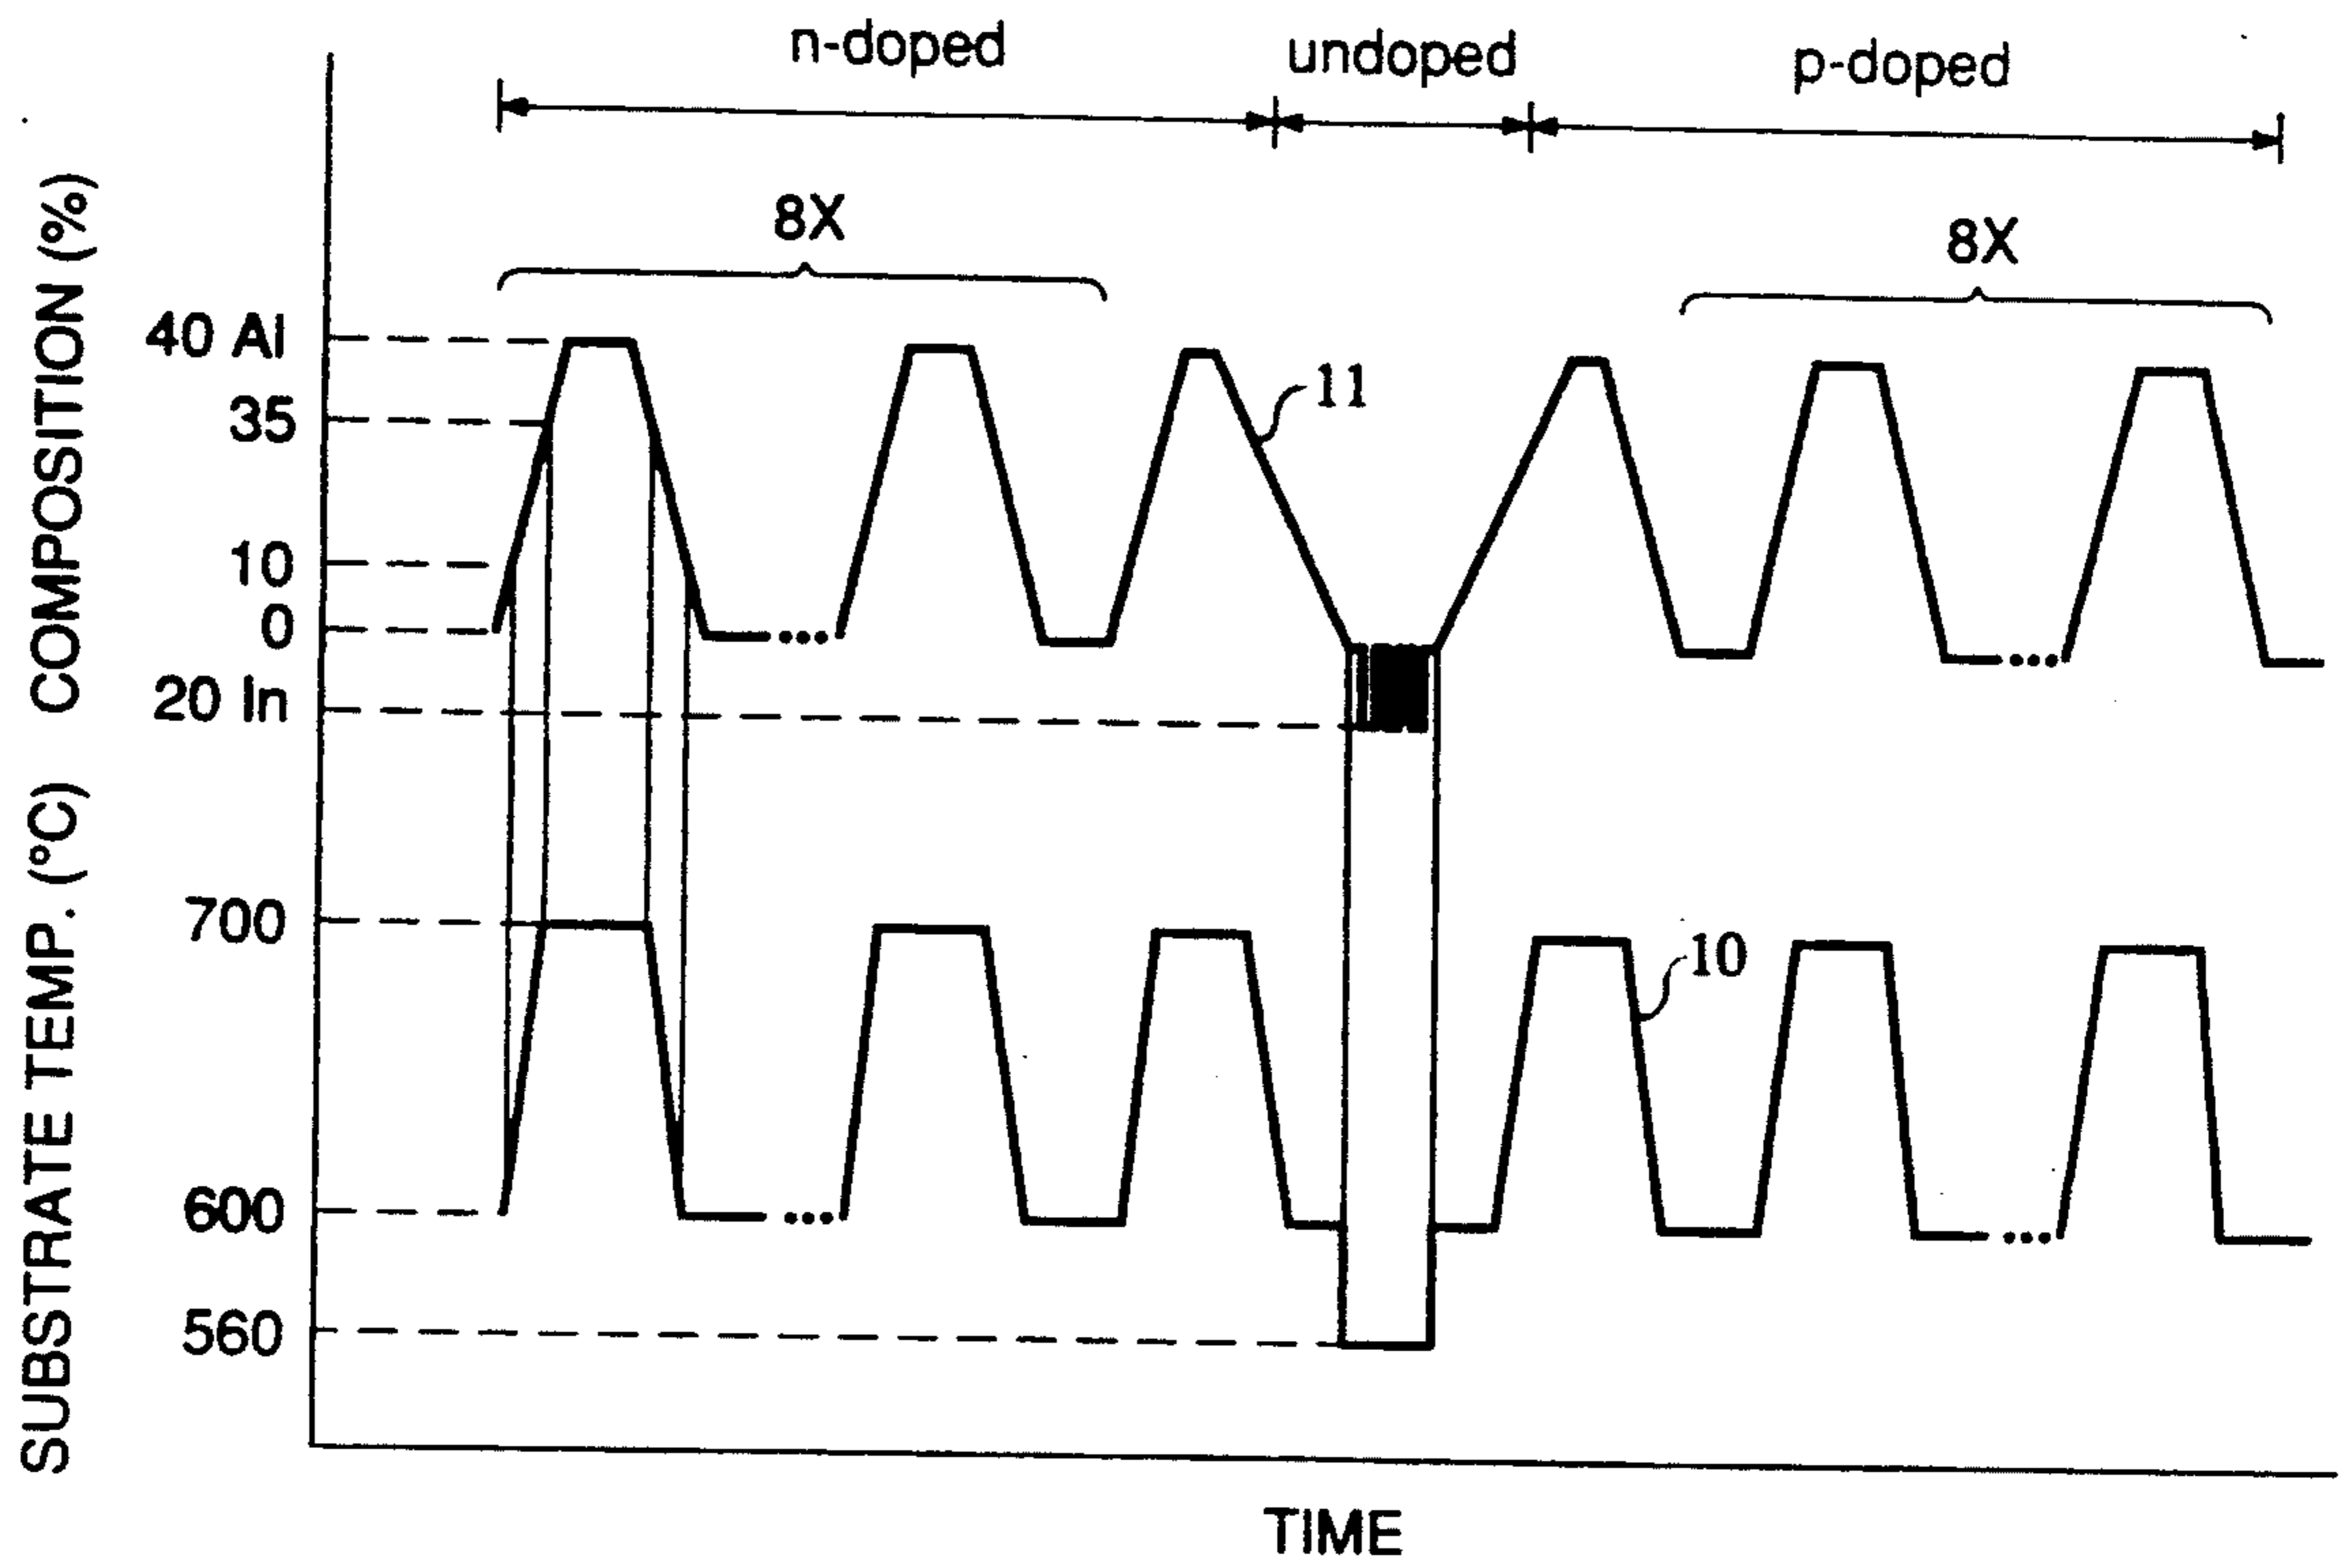 n-doped
undoped
p-doped
8X
8X
COMPOSITION (%)
40 Al
35
10
0
20 In
11
SUBSTRATE TEMP. (°C)
700
600
560
10
TIME